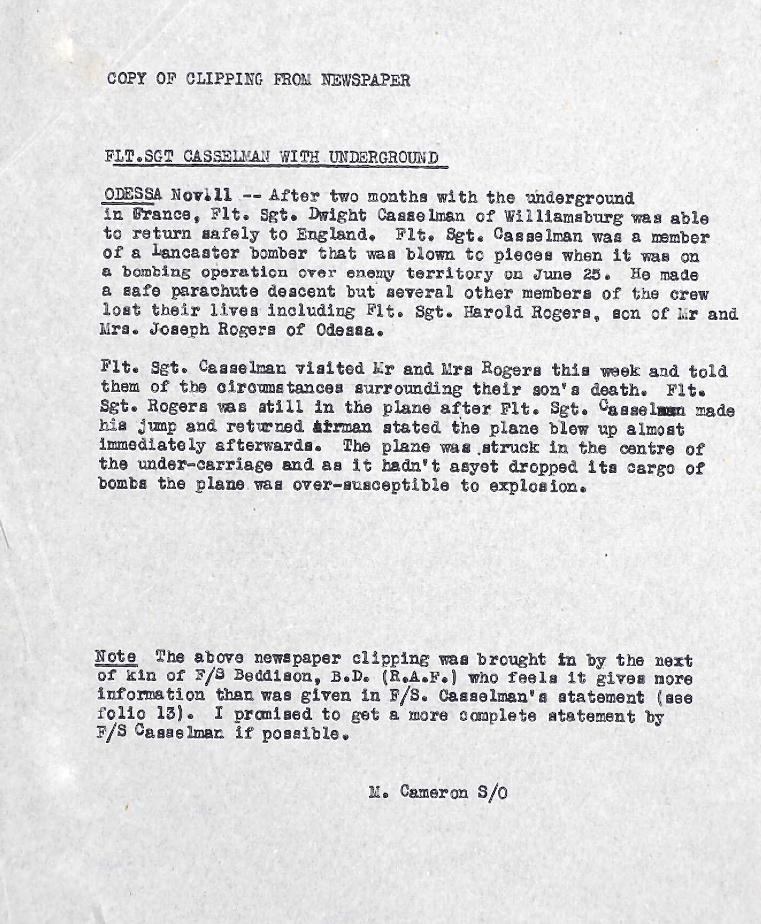 COPY OF CLIPPING FROM NEWSPAPER
FLT.SGT CASSELMAN WITH UNDERGROUND
ODESSA Nov11l -- After two months with the underground
in France, Flt. Sgt. Dwight Casselman of Williamsburg was able
to return safely to England.  Flt. Sgt. Casselman was a member
of a Lancaster bomber that was blown to pieces when it was on
a bombing operation over enemy territory on June 25.  He made
a safe parachute descent but several other members of the crew
lost their lives including Flt. Sgt. Harold Rogers, son of Mr and
Mrs. Joseph Rogers of Odessa.
Flt. Sgt. Casselman visited Mr and Mrs Rogers this week and told
them of the circumstances surrounding their son's death.  Flt.
Sgt. Rogers was still in the plane after Flt. Sgt. Casselman made
his jump and returned airman stated the plane blew up almost
immediately afterwards.  The plane was struck in the centre of
the under-carriage and as it hadn't asyet dropped its cargo of
bombs the plane was over-susceptible to explosion.
Note  The above newspaper clipping was brought in by the next
of kin of F/S Beddison, B.D. (R.A.F.) who feels it gives more
information than was given in F/S. Casselman's statement (see
folio 13).  I promised to get a more complete statement by
F/S Casselman if possible.
M. Cameron S/O